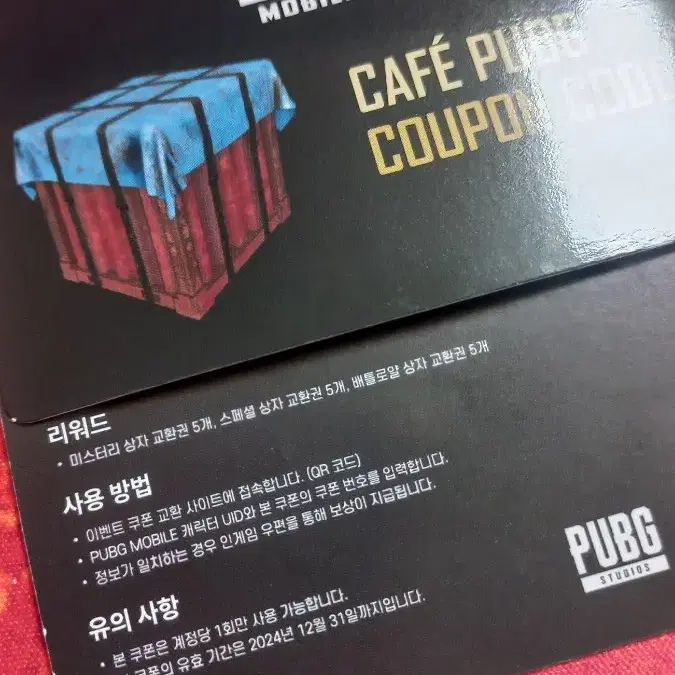 MOBILE
CAFÉ PUBG
COUPON CODE
리워드
• 미스터리 상자 교환권 5개, 스페셜 상자 교환권 5개, 배틀로얄 상자 교환권 5개
사용 방법
• 이벤트 쿠폰 교환 사이트에 접속합니다. (QR 코드)
• PUBG MOBILE 캐릭터 UID와 본 쿠폰의 쿠폰 번호를 입력합니다.
• 정보가 일치하는 경우 인게임 우편을 통해 보상이 지급됩니다.
유의 사항
• 본 쿠폰은 계정당 1회만 사용 가능합니다.
쿠폰의 유효 기간은 2024년 12월 31일까지입니다.
PUBG
STUDIOS